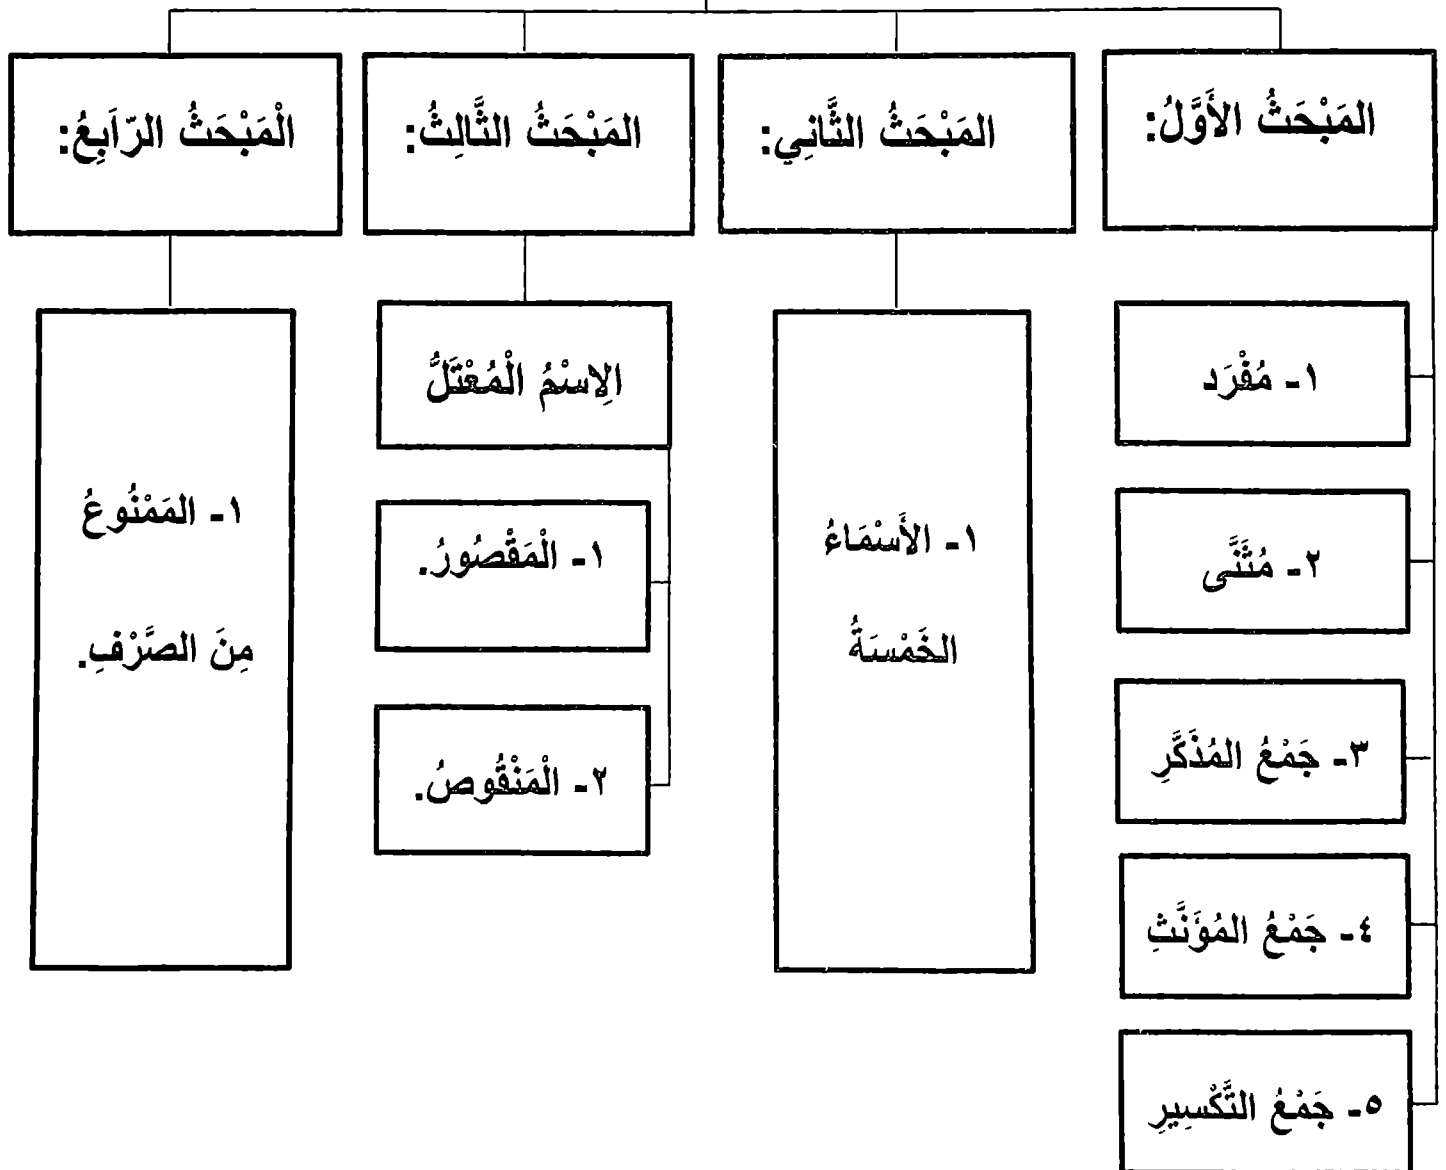 المَبْحَثُ الأَوَّلُ:
١- مُفْرَد
٢- مُثَنَّى
٣- جَمْعُ المُذَكَّرِ
٤- جَمْعُ المُؤَنَّثِ
٥- جَمْعُ التَّكْسِيرِ
المَبْحَثُ الثَّانِي:
١- الأَسْمَاءُ
الخَمْسَةُ
المَبْحَثُ الثَّالِثُ:
الِاسْمُ الْمُعْتَلُّ
١- الْمَقْصُورُ.
٢- الْمَنْقُوصُ.
الْمَبْحَثُ الرَّابِعُ:
١- المَمْنُوعُ
مِنَ الصَّرْفِ.